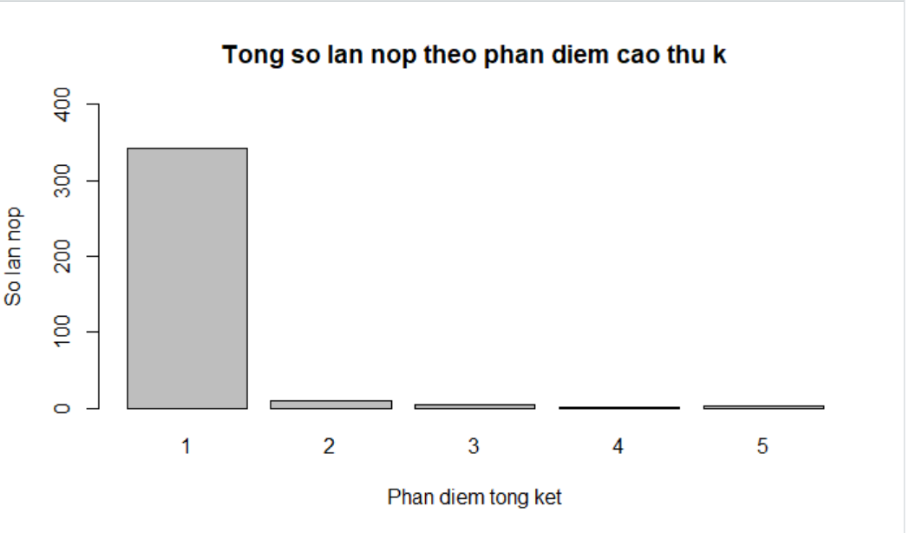 Tong so lan nop theo phan diem cao thu k
So lan nop
400
300
200
100
0
1 2 3 4 5
Phan diem tong ket